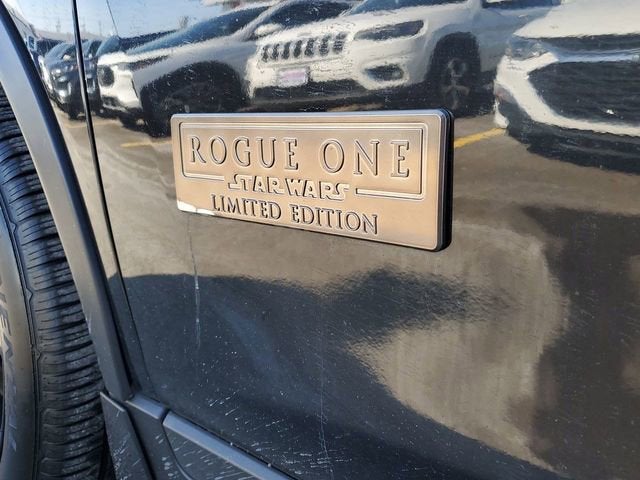 ROGUE ONE
STAR WARS
LIMITED EDITION